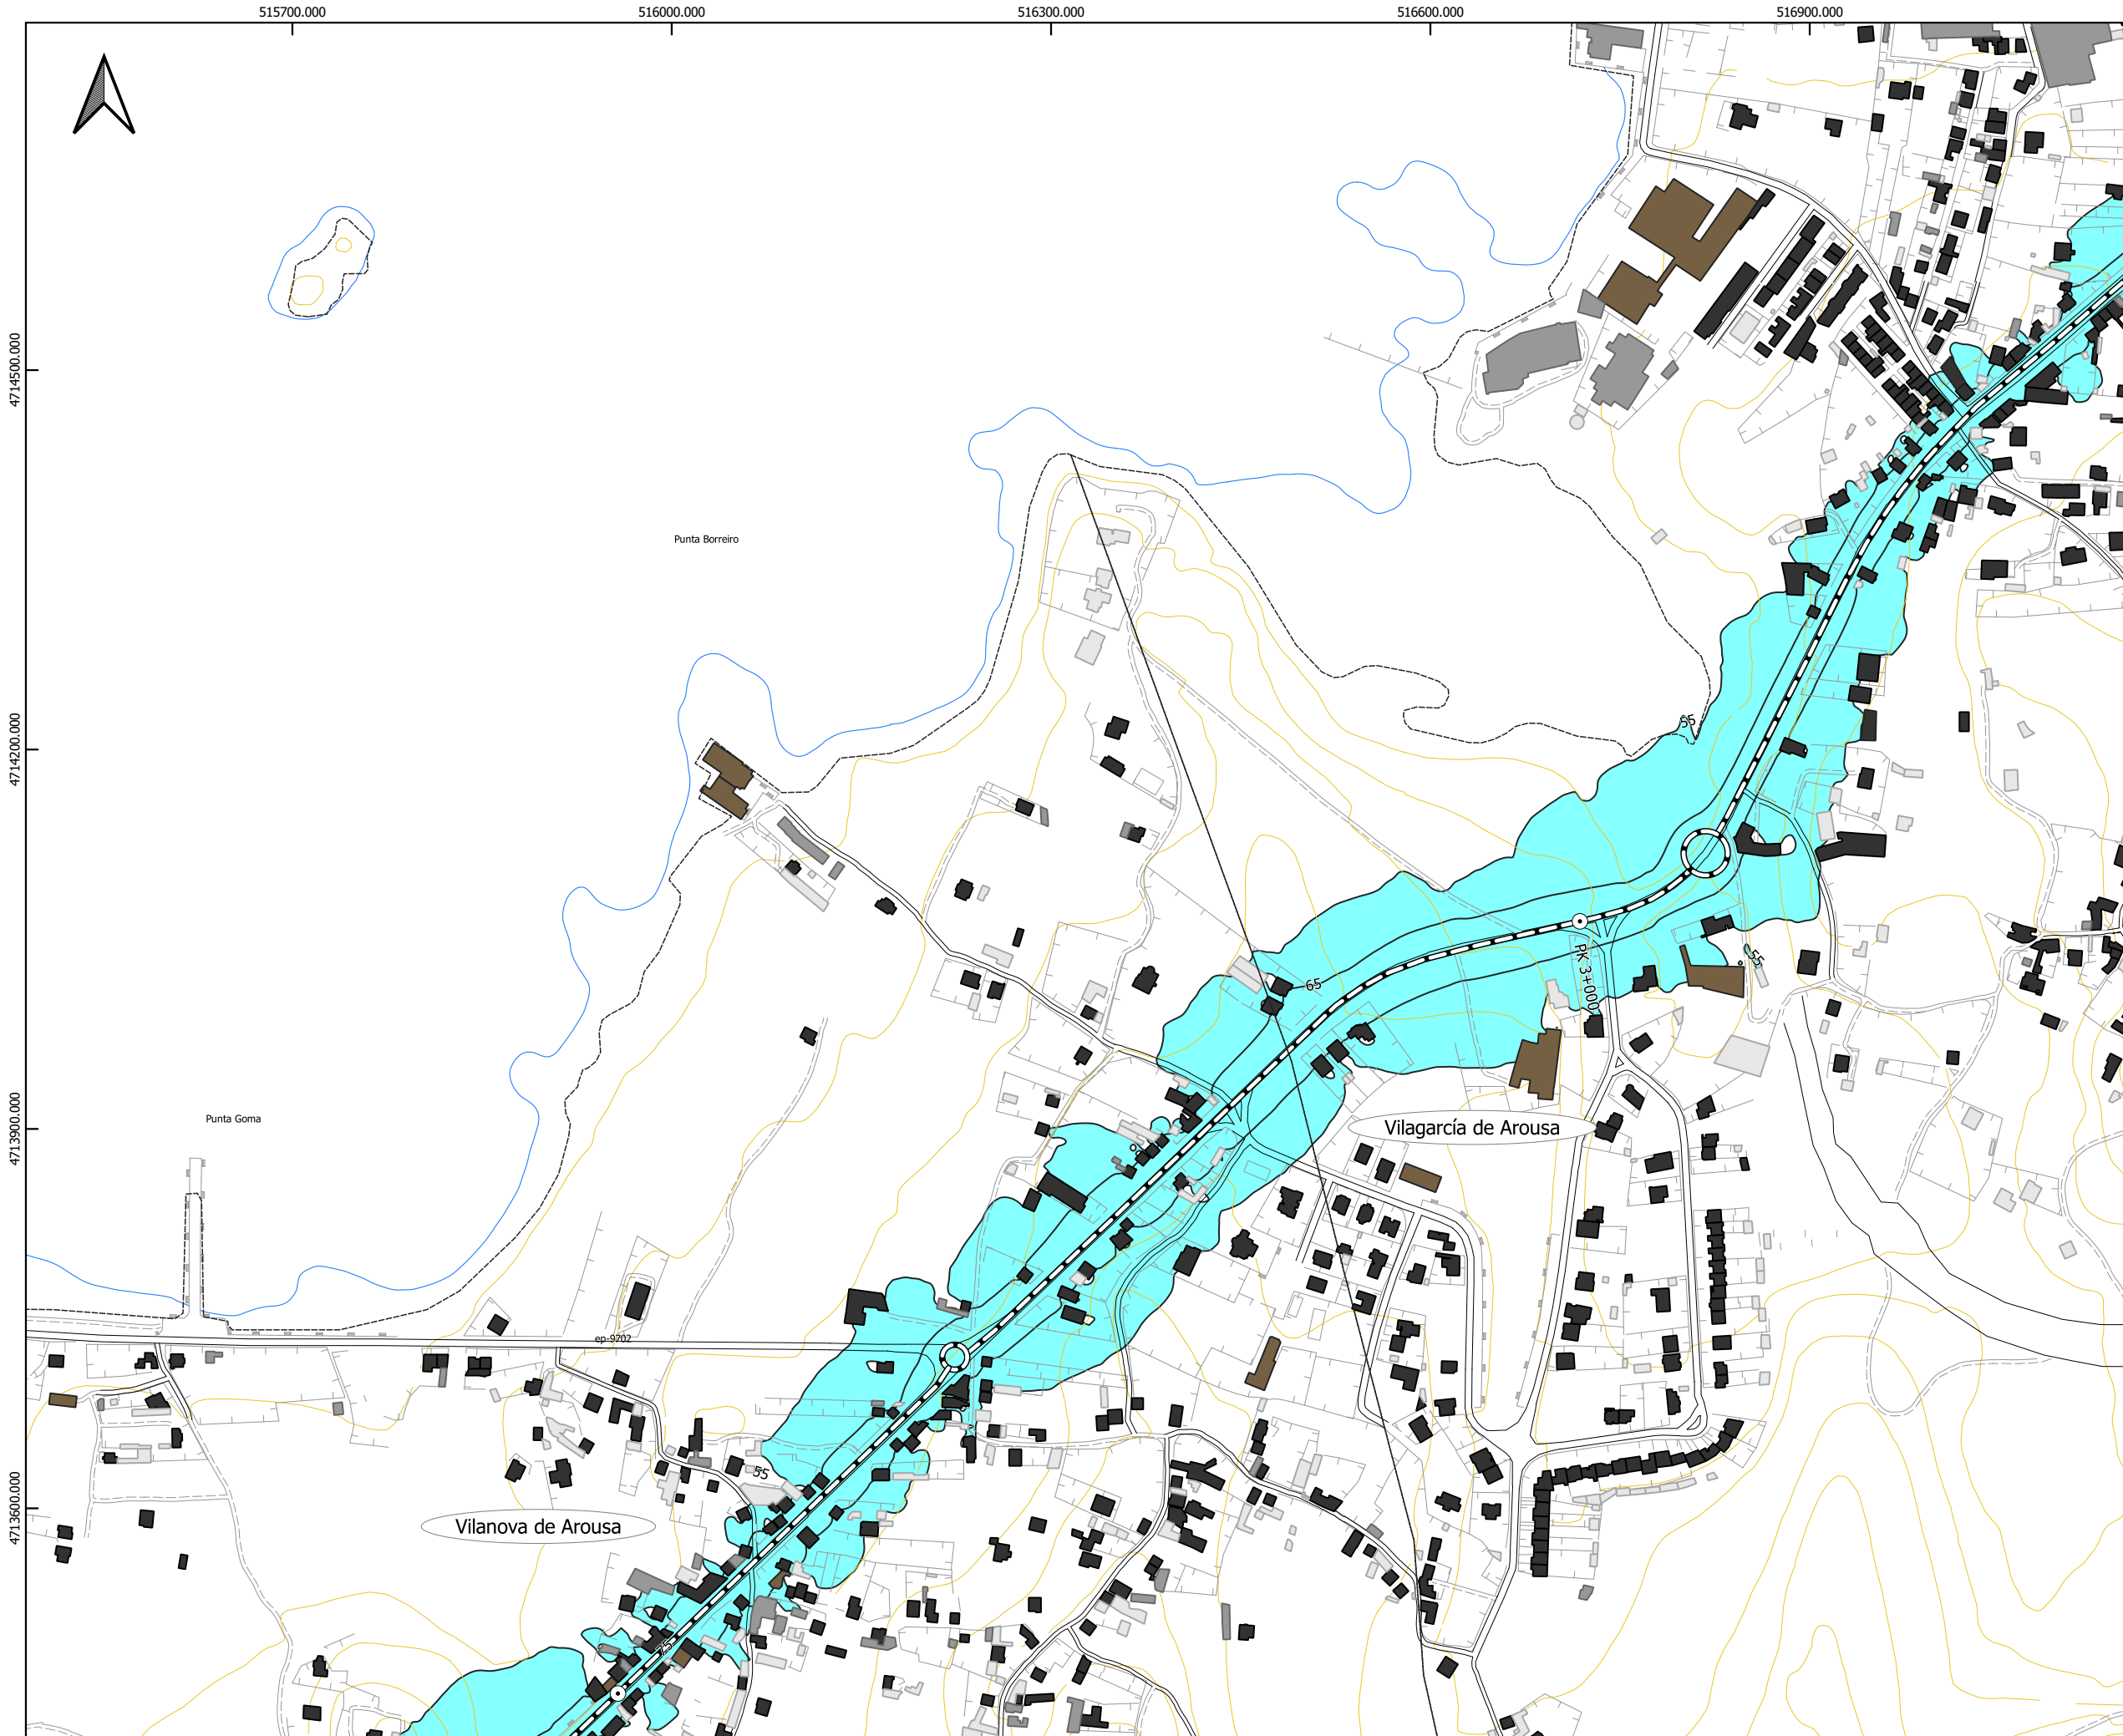 515700.000
516000.000
516300.000
516600.000
516900.000
4714500.000
Punta Borreiro
55
4714200.000
55
65
PK 3+000
4713900.000
Punta Goma
Vilagarcía de Arousa
ep-9702
55
4713600.000
Vilanova de Arousa
75